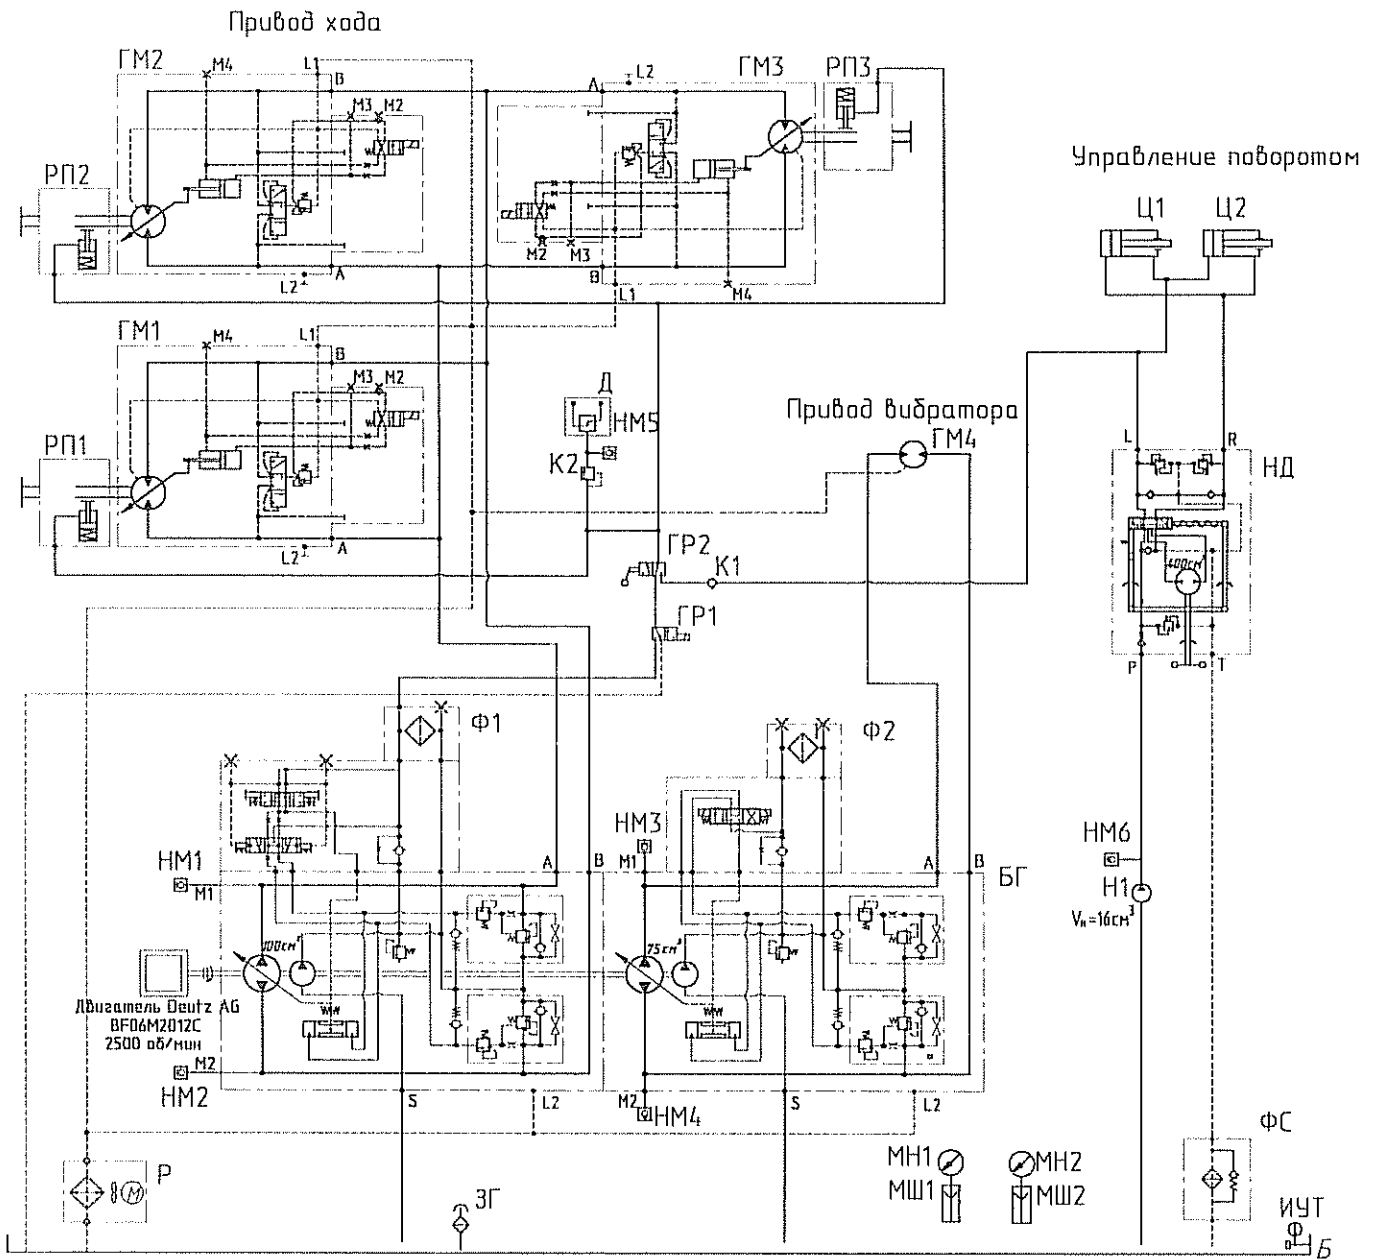 Привод хода
ГМ2
М4
L1
B
М3
М2
РП2
A
L2
L2
ГМ3
РП3
A
М2
М3
B
L1
М4
Управление поворотом
Ц1
Ц2
ГМ1
М4
L1
B
М3
М2
РП1
A
L2
Д
НМ5
К2
Привод вибратора
ГМ4
L
R
НД
400см³
P
T
ГР2
К1
ГР1
Ф1
Ф2
НМ1
М1
A
B
НМ3
М1
A
B
БГ
НМ6
Н1
Vн=16см³
100см³
75см³
Двигатель Deutz AG
BF06M2012C
2500 об/мин
М2
НМ2
S
L2
М2
НМ4
S
L2
Р
М
ЗГ
МН1
МШ1
МН2
МШ2
ФС
ИУТ
Б